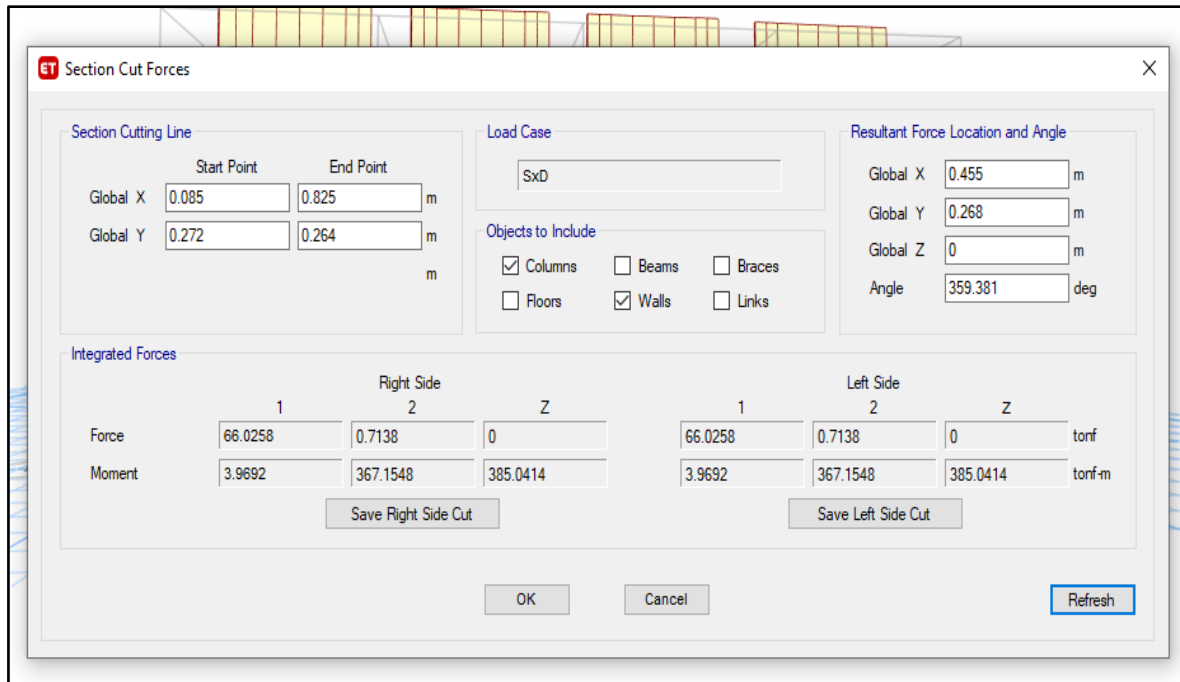 ET Section Cut Forces
Section Cutting Line
Start Point End Point
Global X 0.085 0.825 m
Global Y 0.272 0.264 m
m
Load Case
SxD
Objects to Include
Columns Beams Braces
Floors Walls Links
Resultant Force Location and Angle
Global X 0.455 m
Global Y 0.268 m
Global Z 0 m
Angle 359.381 deg
Integrated Forces
Right Side Left Side
1 2 Z 1 2 Z
Force 66.0258 0.7138 0 66.0258 0.7138 0 tonf
Moment 3.9692 367.1548 385.0414 3.9692 367.1548 385.0414 tonf-m
Save Right Side Cut Save Left Side Cut
OK Cancel Refresh